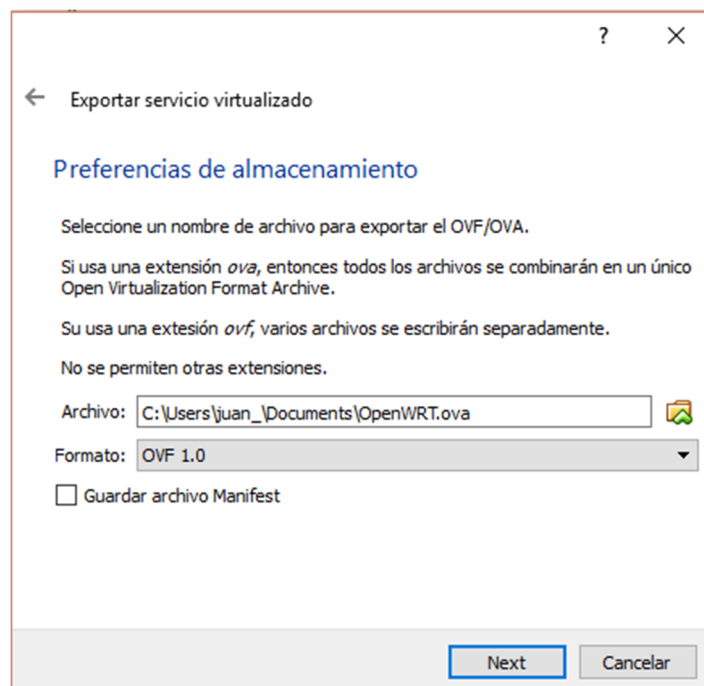 ?
Exportar servicio virtualizado
Preferencias de almacenamiento
Seleccione un nombre de archivo para exportar el OVF/OVA.
Si usa una extensión ova, entonces todos los archivos se combinarán en un único
Open Virtualization Format Archive.
Su usa una extesión ovf, varios archivos se escribirán separadamente.
No se permiten otras extensiones.
Archivo: C:\Users\juan_\Documents\OpenWRT.ova
Formato: OVF 1.0
Guardar archivo Manifest
Next Cancelar